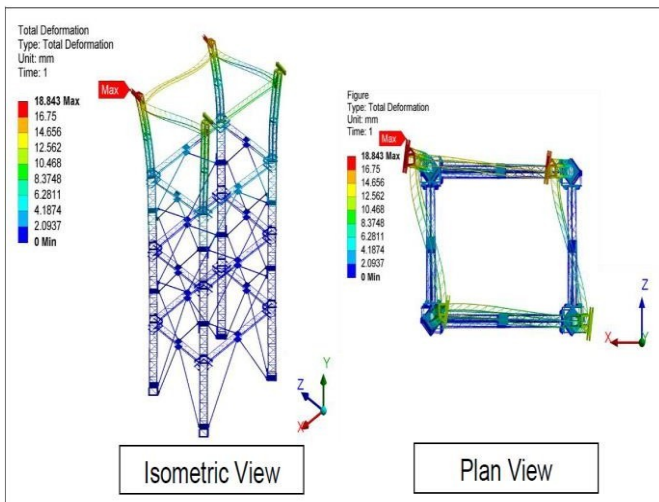 Total Deformation
Type: Total Deformation
Unit: mm
Time: 1
Max
18.843 Max
16.75
14.656
12.562
10.468
8.3748
6.2811
4.1874
2.0937
0 Min
Y
Z
X
Isometric View
Figure
Type: Total Deformation
Unit: mm
Time: 1
Max
18.843 Max
16.75
14.656
12.562
10.468
8.3748
6.2811
4.1874
2.0937
0 Min
Z
X
Y
Plan View